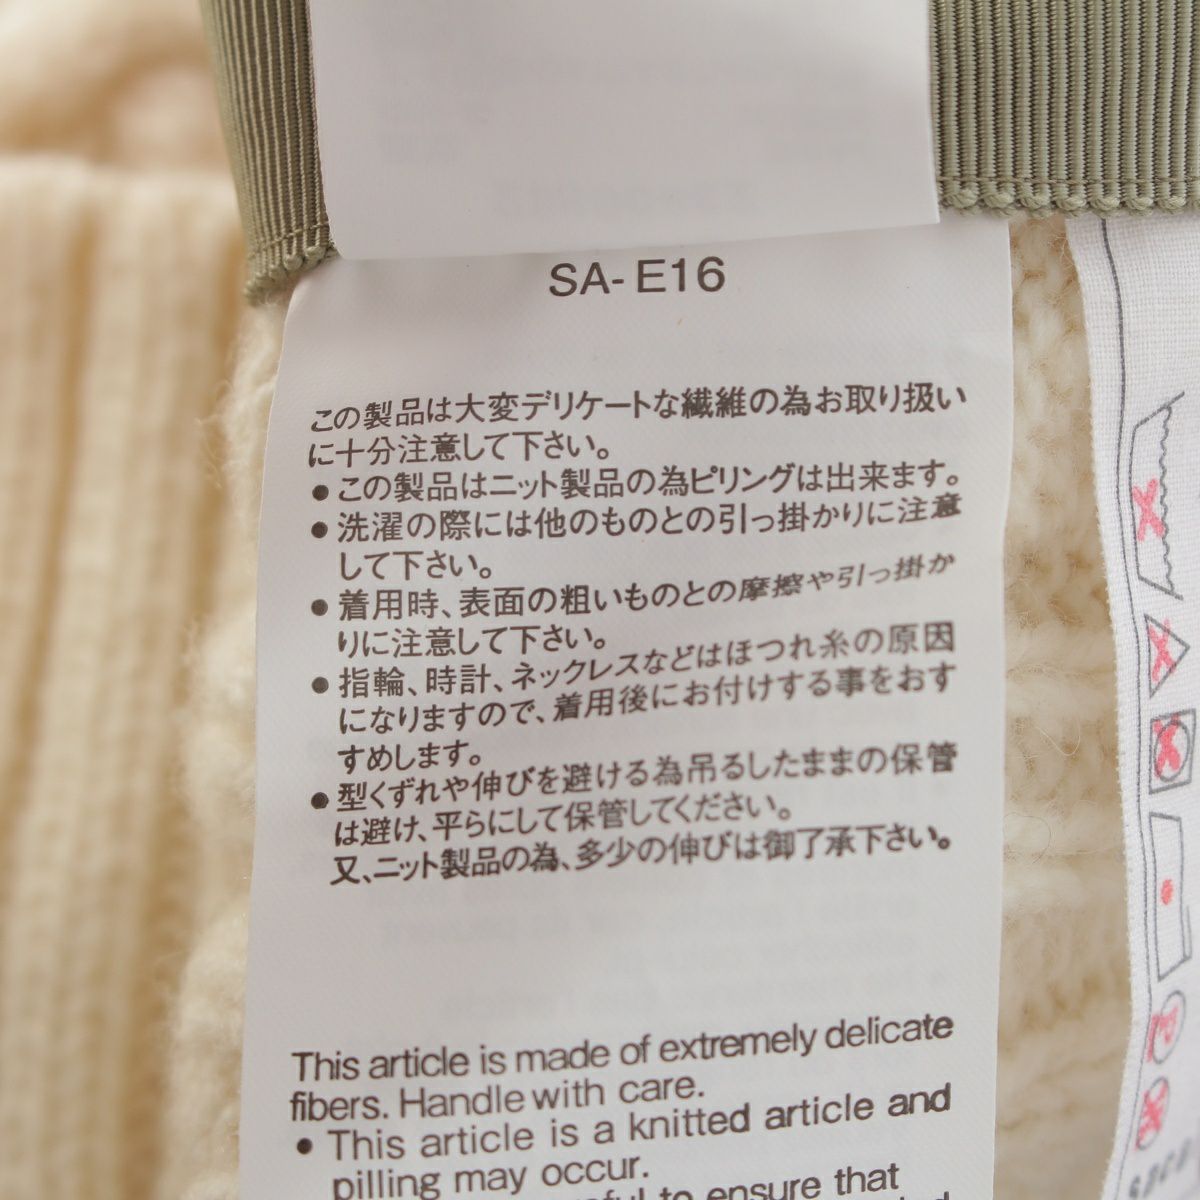 SA-E16
この製品は大変デリケートな繊維の為お取り扱い
に十分注意して下さい。
● この製品はニット製品の為ピリングは出来ます。
● 洗濯の際には他のものとの引っ掛かりに注意
して下さい。
● 着用時、表面の粗いものとの摩擦や引っ掛か
りに注意して下さい。
● 指輪、時計、ネックレスなどはほつれ糸の原因
になりますので、着用後にお付けする事をおす
すめします。
● 型くずれや伸びを避ける為吊るしたままの保管
は避け、平らにして保管してください。
又、ニット製品の為、多少の伸びは御了承下さい。
This article is made of extremely delicate
fibers. Handle with care.
• This article is a knitted article and
pilling may occur.
to ensure that